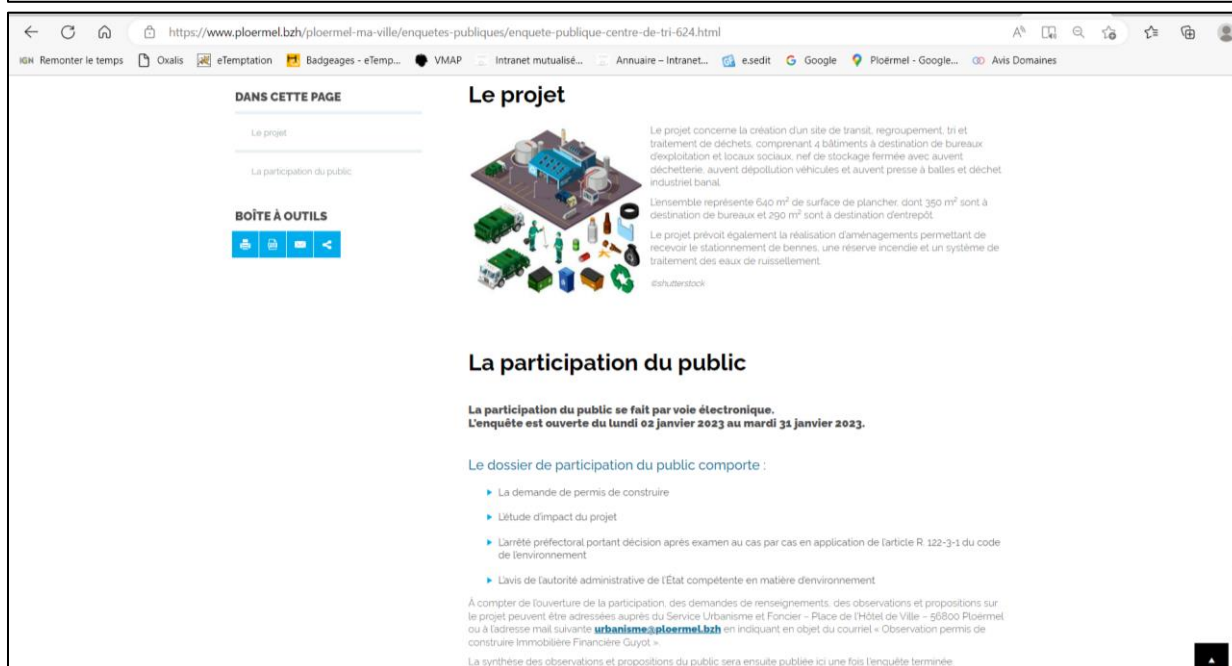 https://www.ploermel.bzh/ploermel-ma-ville/enquetes-publiques/enquete-publique-centre-de-tri-624.html
IGN Remonter le temps Oxalis eTemptation Badgeages - eTemp... VMAP Intranet mutualisé... Annuaire – Intranet... e.sedit Google Ploërmel - Google... Avis Domaines
DANS CETTE PAGE
Le projet
La participation du public
BOÎTE À OUTILS
Le projet
Le projet concerne la création d'un site de transit, regroupement, tri et
traitement de déchets, comprenant 4 bâtiments à destination de bureaux
d'exploitation et locaux sociaux, nef de stockage fermée avec auvent
déchetterie, auvent dépollution véhicules et auvent presse à balles et déchet
industriel banal.
L'ensemble représente 640 m² de surface de plancher, dont 350 m² sont à
destination de bureaux et 290 m² sont à destination d'entrepôt.
Le projet prévoit également la réalisation d'aménagements permettant de
recevoir le stationnement de bennes, une réserve incendie et un système de
traitement des eaux de ruissellement.
©shutterstock
La participation du public
La participation du public se fait par voie électronique.
L'enquête est ouverte du lundi 02 janvier 2023 au mardi 31 janvier 2023.
Le dossier de participation du public comporte :
La demande de permis de construire
L'étude d'impact du projet
L'arrêté préfectoral portant décision après examen au cas par cas en application de l'article R. 122-3-1 du code
de l'environnement
L'avis de l'autorité administrative de l'État compétente en matière d'environnement
À compter de l'ouverture de la participation, des demandes de renseignements, des observations et propositions sur
le projet peuvent être adressées auprès du Service Urbanisme et Foncier – Place de l'Hôtel de Ville – 56800 Ploërmel
ou à l'adresse mail suivante urbanisme@ploermel.bzh en indiquant en objet du courriel « Observation permis de
construire Immobilière Financière Guyot ».
La synthèse des observations et propositions du public sera ensuite publiée ici une fois l'enquête terminée.